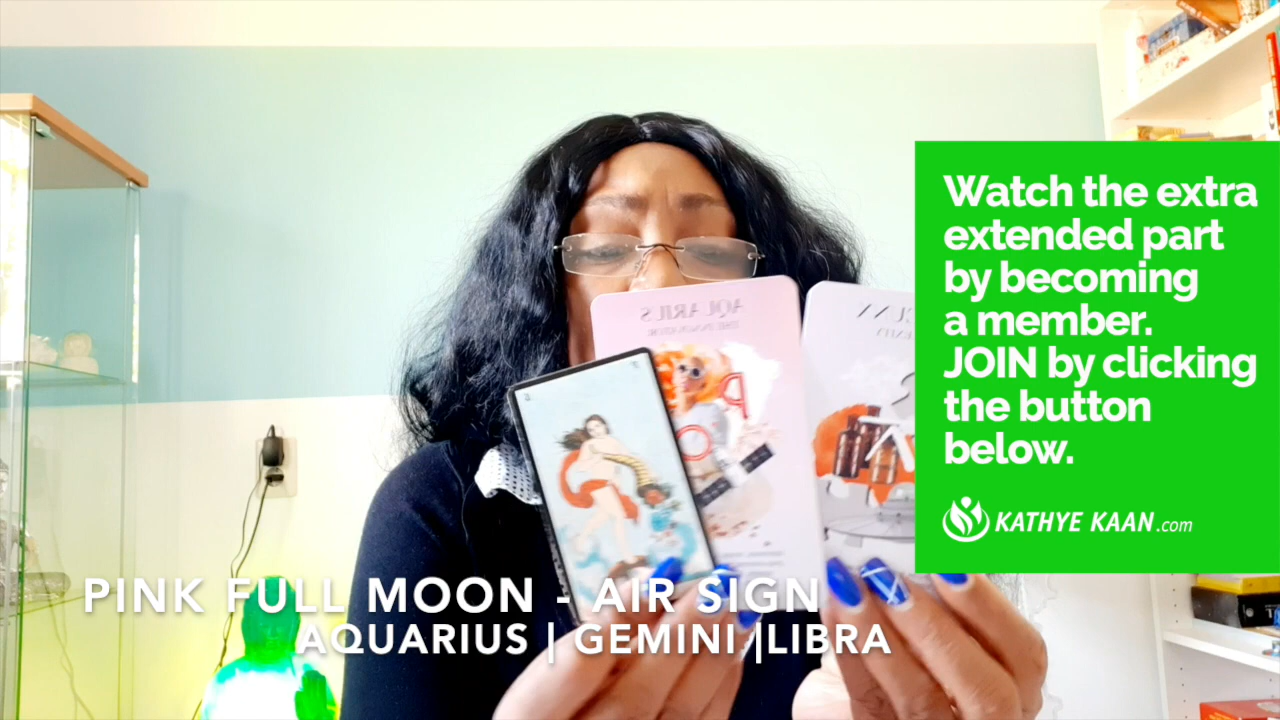 Watch the extra
extended part
by becoming
a member.
JOIN by clicking
the button
below.
KATHYE KAAN.com
AQUARIUS
PINK FULL MOON - AIR SIGN
AQUARIUS | GEMINI |LIBRA